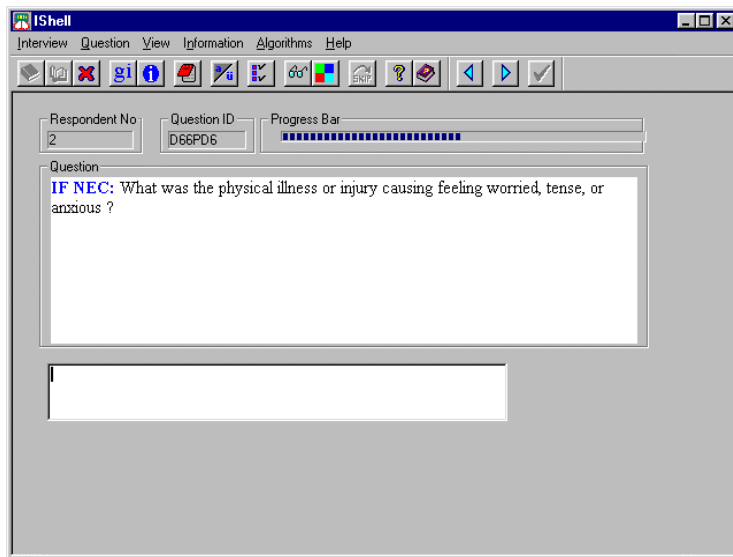 IShell
Interview Question View Information Algorithms Help
gi i a/ü SKIP ?
Respondent No Question ID Progress Bar
2 D66PD6
Question
IF NEC: What was the physical illness or injury causing feeling worried, tense, or
anxious ?